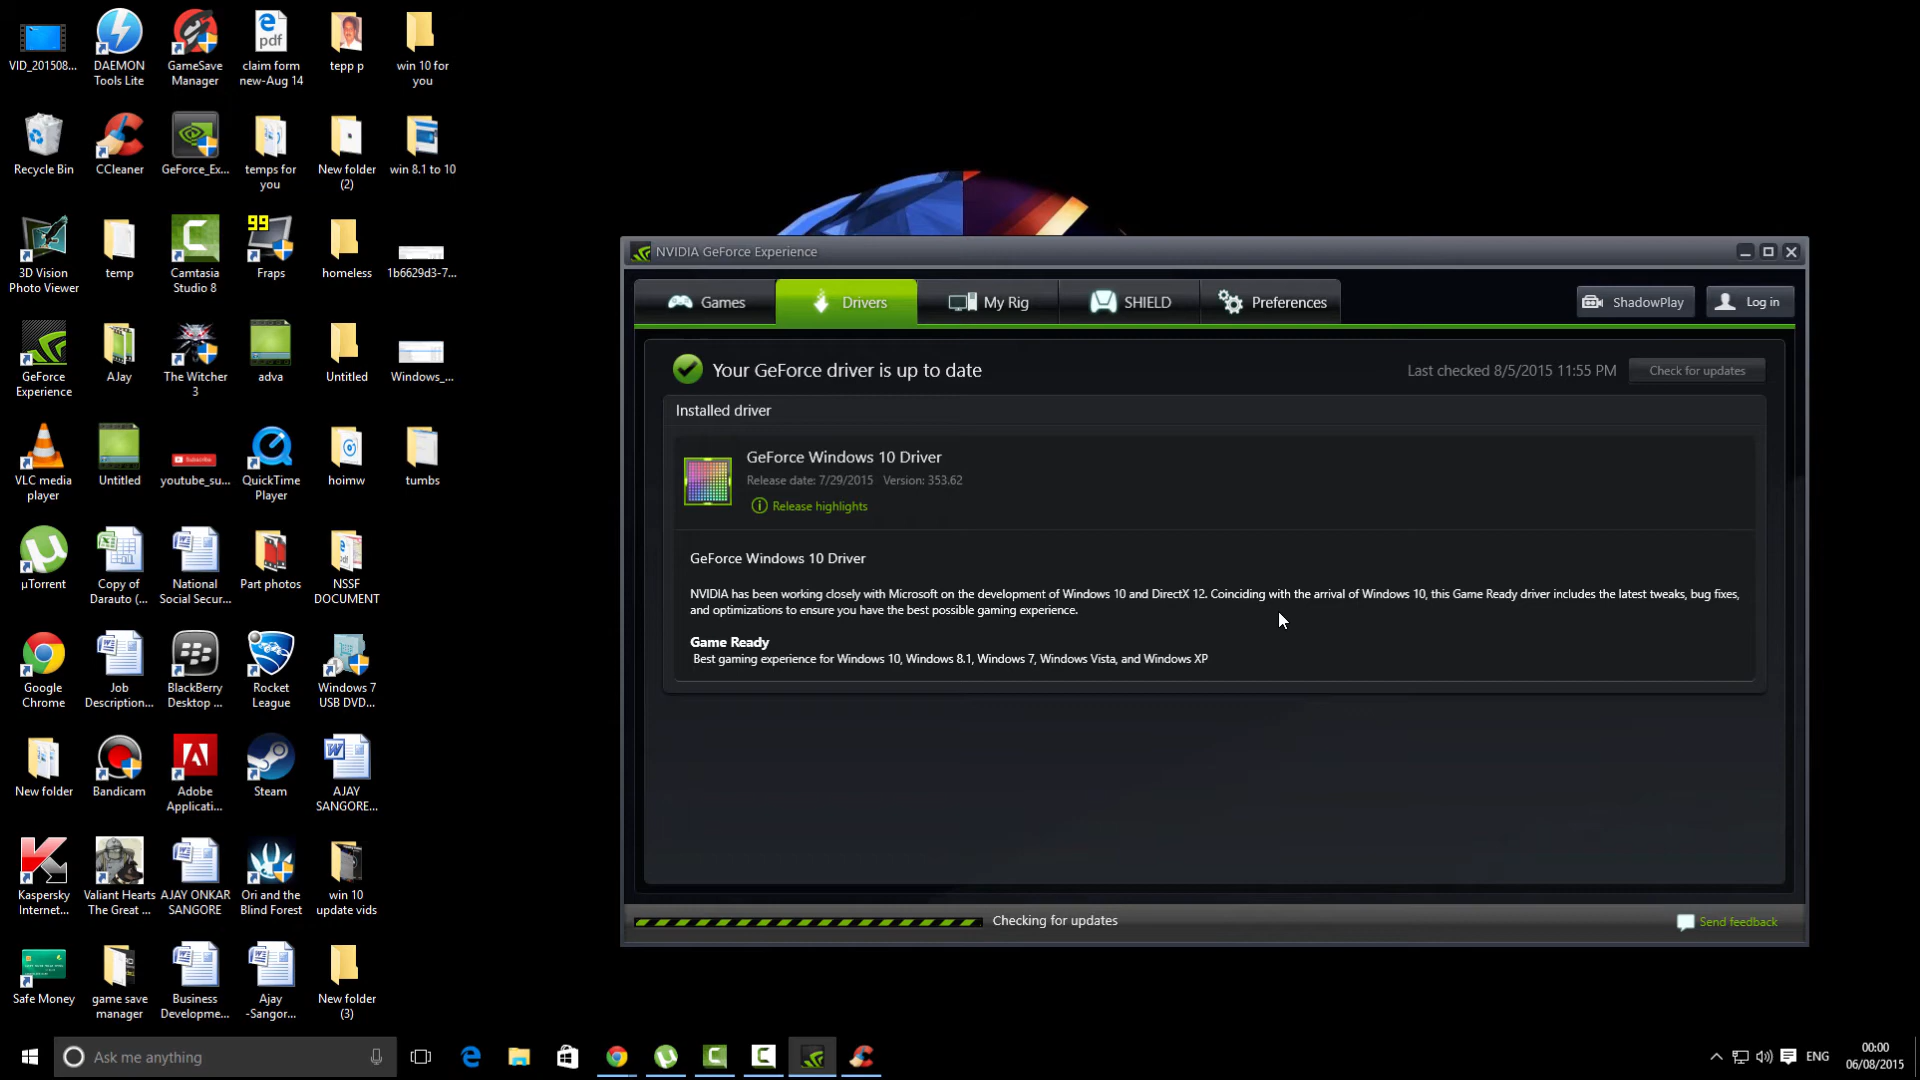 VID_201508...
DAEMON
Tools Lite
GameSave
Manager
pdf
claim form
new-Aug 14
tepp p
win 10 for
you
Recycle Bin
CCleaner
GeForce_Ex...
temps for
you
New folder
(2)
win 8.1 to 10
3D Vision
Photo Viewer
temp
Camtasia
Studio 8
99
Fraps
homeless
1b6629d3-7...
GeForce
Experience
AJay
The Witcher
3
adva
Untitled
Windows_...
VLC media
player
Untitled
Subscribe
youtube_su...
QuickTime
Player
hoimw
tumbs
µTorrent
Copy of
Darauto (...
National
Social Secur...
Part photos
pdf
NSSF
DOCUMENT
Google
Chrome
Job
Description...
BlackBerry
Desktop ...
Rocket
League
Windows 7
USB DVD...
New folder
Bandicam
Adobe
Applicati...
Steam
AJAY
SANGORE...
Kaspersky
Internet...
Valiant Hearts
The Great ...
AJAY ONKAR
SANGORE
Ori and the
Blind Forest
win 10
update vids
Safe Money
game save
manager
Business
Developme...
Ajay
-Sangor...
New folder
(3)
NVIDIA GeForce Experience
Games
Drivers
My Rig
SHIELD
Preferences
ShadowPlay
Log in
Your GeForce driver is up to date
Last checked 8/5/2015 11:55 PM
Check for updates
Installed driver
GeForce Windows 10 Driver
Release date: 7/29/2015 Version: 353.62
Release highlights
GeForce Windows 10 Driver
NVIDIA has been working closely with Microsoft on the development of Windows 10 and DirectX 12. Coinciding with the arrival of Windows 10, this Game Ready driver includes the latest tweaks, bug fixes,
and optimizations to ensure you have the best possible gaming experience.
Game Ready
Best gaming experience for Windows 10, Windows 8.1, Windows 7, Windows Vista, and Windows XP
Checking for updates
Send feedback
Ask me anything
ENG
00:00
06/08/2015